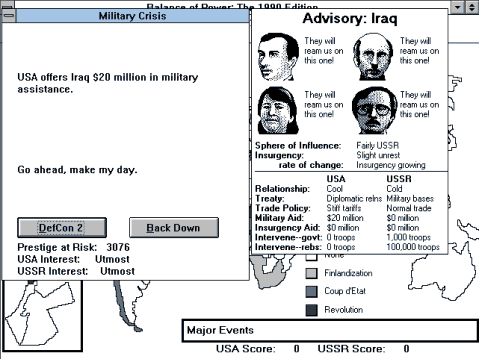 Balance of Power: The 1990 Edition
Military Crisis
USA offers Iraq $20 million in military
assistance.
Go ahead, make my day.
DefCon 2
Back Down
Prestige at Risk: 3076
USA Interest: Utmost
USSR Interest: Utmost
Advisory: Iraq
They will
ream us on
this one!
They will
ream us on
this one!
They will
ream us on
this one!
They will
ream us on
this one!
Sphere of Influence: Fairly USSR
Insurgency: Slight unrest
rate of change: Insurgency growing
USA USSR
Relationship: Cool Cold
Treaty: Diplomatic relns Military bases
Trade Policy: Stiff tariffs Normal trade
Military Aid: $20 million $0 million
Insurgency Aid: $0 million $0 million
Intervene--govt: 0 troops 1,000 troops
Intervene--rebs: 0 troops 100,000 troops
None
Finlandization
Coup d'Etat
Revolution
Major Events
USA Score: 0 USSR Score: 0